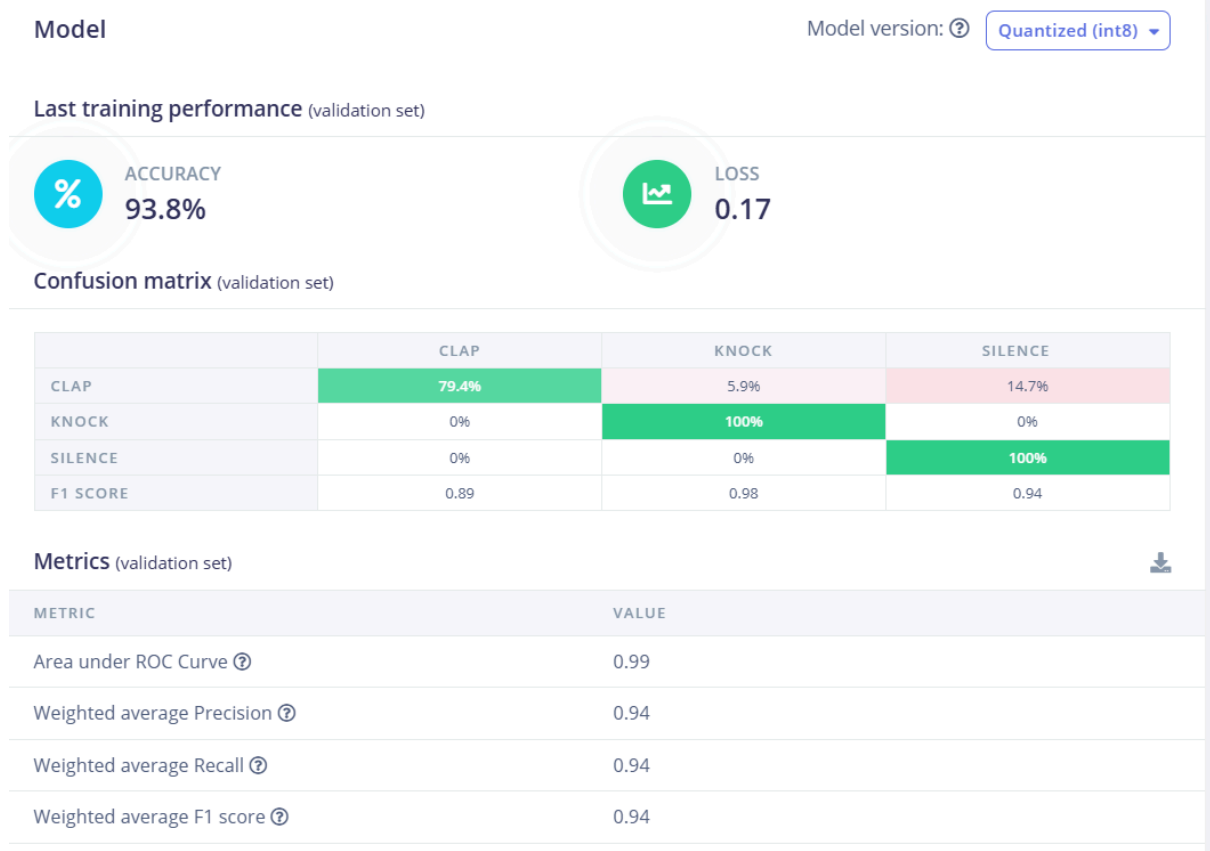 Model Model version: Quantized (int8)
Last training performance (validation set)
% ACCURACY LOSS
93.8% 0.17
Confusion matrix (validation set)
CLAP KNOCK SILENCE
CLAP 79.4% 5.9% 14.7%
KNOCK 0% 100% 0%
SILENCE 0% 0% 100%
F1 SCORE 0.89 0.98 0.94
Metrics (validation set)
METRIC VALUE
Area under ROC Curve 0.99
Weighted average Precision 0.94
Weighted average Recall 0.94
Weighted average F1 score 0.94